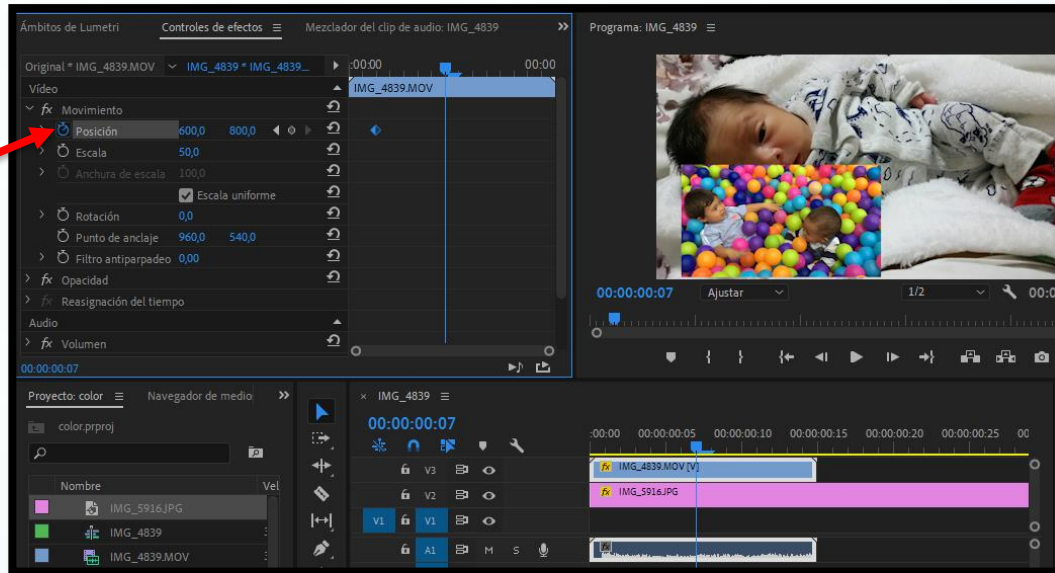 Ámbitos de Lumetri Controles de efectos Mezclador del clip de audio: IMG_4839
Original * IMG_4839.MOV IMG_4839 * IMG_4839... :00:00 00:00
Vídeo IMG_4839.MOV
fx Movimiento
Posición 600,0 800,0
Escala 50,0
Anchura de escala 100,0
Escala uniforme
Rotación 0,0
Punto de anclaje 960,0 540,0
Filtro antiparpadeo 0,00
fx Opacidad
fx Reasignación del tiempo
Audio
fx Volumen
00:00:00:07
Programa: IMG_4839
00:00:00:07 Ajustar 1/2 00:0
Proyecto: color Navegador de medio
color.prproj
Nombre Vel
IMG_5916.JPG
IMG_4839
IMG_4839.MOV
× IMG_4839
00:00:00:07
:00:00 00:00:00:05 00:00:00:10 00:00:00:15 00:00:00:20 00:00:00:25 00
V3 fx IMG_4839.MOV [V]
V2 fx IMG_5916.JPG
V1 V1
A1 M S fx